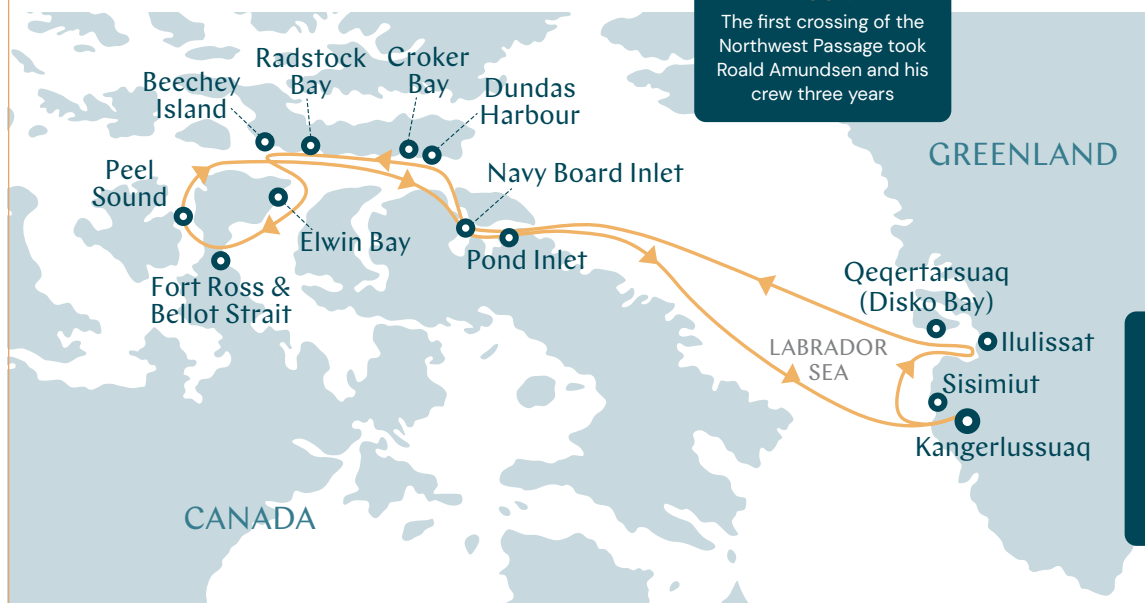 The first crossing of the
Northwest Passage took
Roald Amundsen and his
crew three years
GREENLAND
Beechey
Island
Radstock
Bay
Croker
Bay
Dundas
Harbour
Peel
Sound
Navy Board Inlet
Elwin Bay
Pond Inlet
Fort Ross &
Bellot Strait
Qeqertarsuaq
(Disko Bay)
Ilulissat
LABRADOR
SEA
Sisimiut
Kangerlussuaq
CANADA